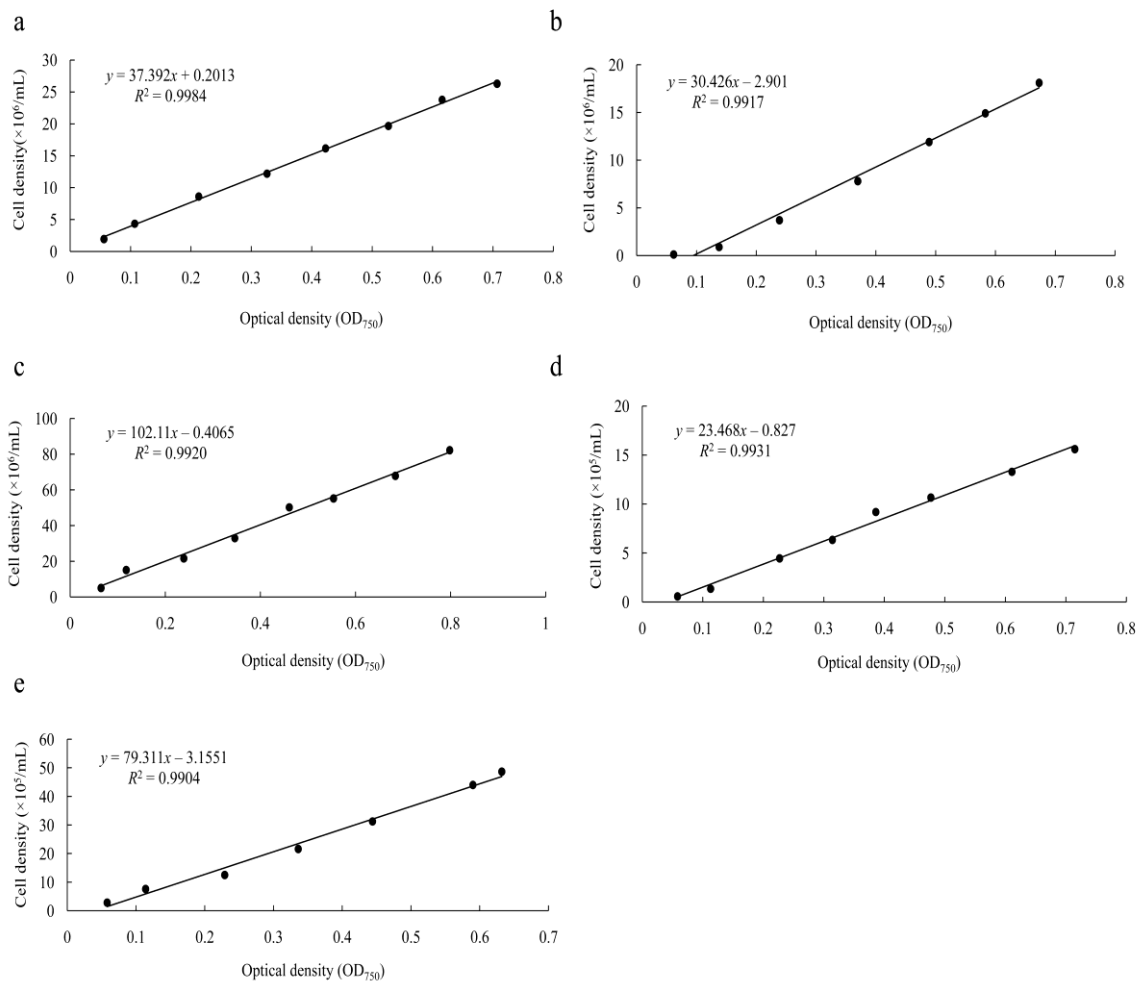 a
y = 37.392x + 0.2013
R² = 0.9984
Cell density(×10⁶/mL)
30
25
20
15
10
5
0
0 0.1 0.2 0.3 0.4 0.5 0.6 0.7 0.8
Optical density (OD₇₅₀)
b
y = 30.426x – 2.901
R² = 0.9917
Cell density (×10⁶/mL)
20
15
10
5
0
0 0.1 0.2 0.3 0.4 0.5 0.6 0.7 0.8
Optical density (OD₇₅₀)
c
y = 102.11x – 0.4065
R² = 0.9920
Cell density (×10⁶/mL)
100
80
60
40
20
0
0 0.2 0.4 0.6 0.8 1
Optical density (OD₇₅₀)
d
y = 23.468x – 0.827
R² = 0.9931
Cell density (×10⁵/mL)
20
15
10
5
0
0 0.1 0.2 0.3 0.4 0.5 0.6 0.7 0.8
Optical density (OD₇₅₀)
e
y = 79.311x – 3.1551
R² = 0.9904
Cell density (×10⁵/mL)
60
50
40
30
20
10
0
0 0.1 0.2 0.3 0.4 0.5 0.6 0.7
Optical density (OD₇₅₀)